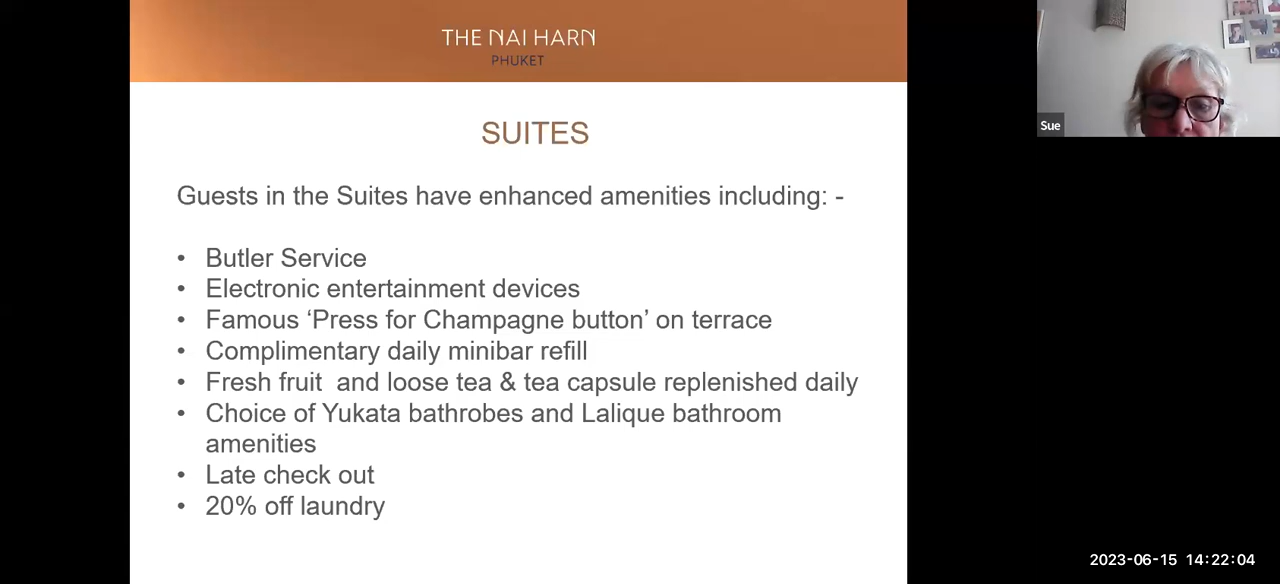 THE NAI HARN
PHUKET
SUITES
Guests in the Suites have enhanced amenities including: -
• Butler Service
• Electronic entertainment devices
• Famous ‘Press for Champagne button’ on terrace
• Complimentary daily minibar refill
• Fresh fruit  and loose tea & tea capsule replenished daily
• Choice of Yukata bathrobes and Lalique bathroom
amenities
• Late check out
• 20% off laundry
Sue
2023-06-15 14:22:04